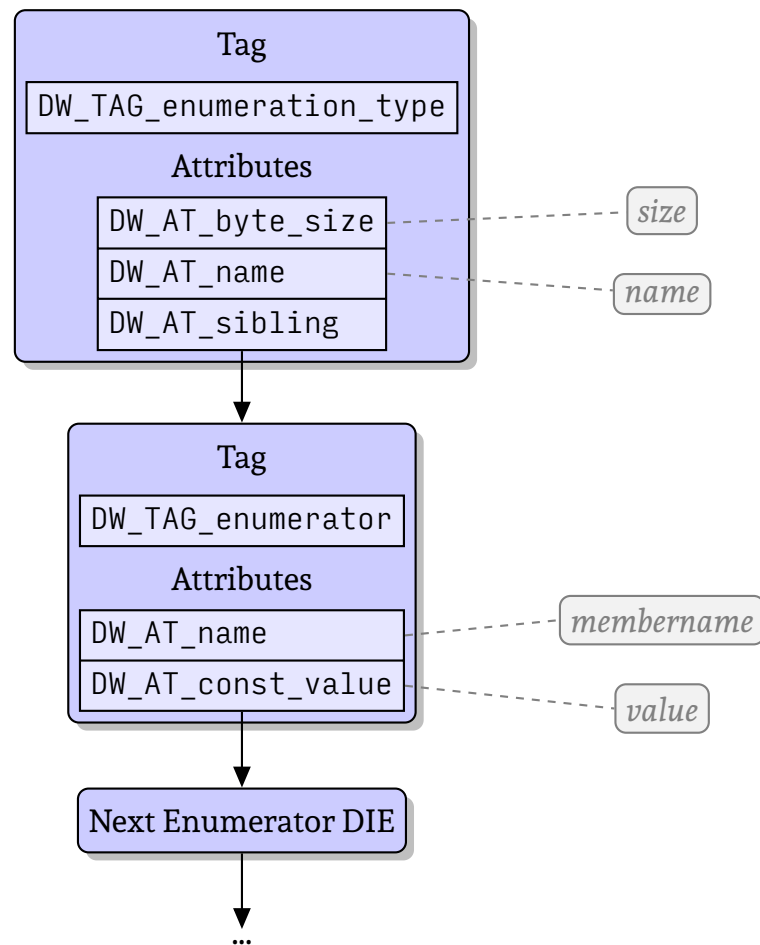 Tag
DW_TAG_enumeration_type
Attributes
DW_AT_byte_size
size
DW_AT_name
name
DW_AT_sibling
Tag
DW_TAG_enumerator
Attributes
DW_AT_name
membername
DW_AT_const_value
value
Next Enumerator DIE
...